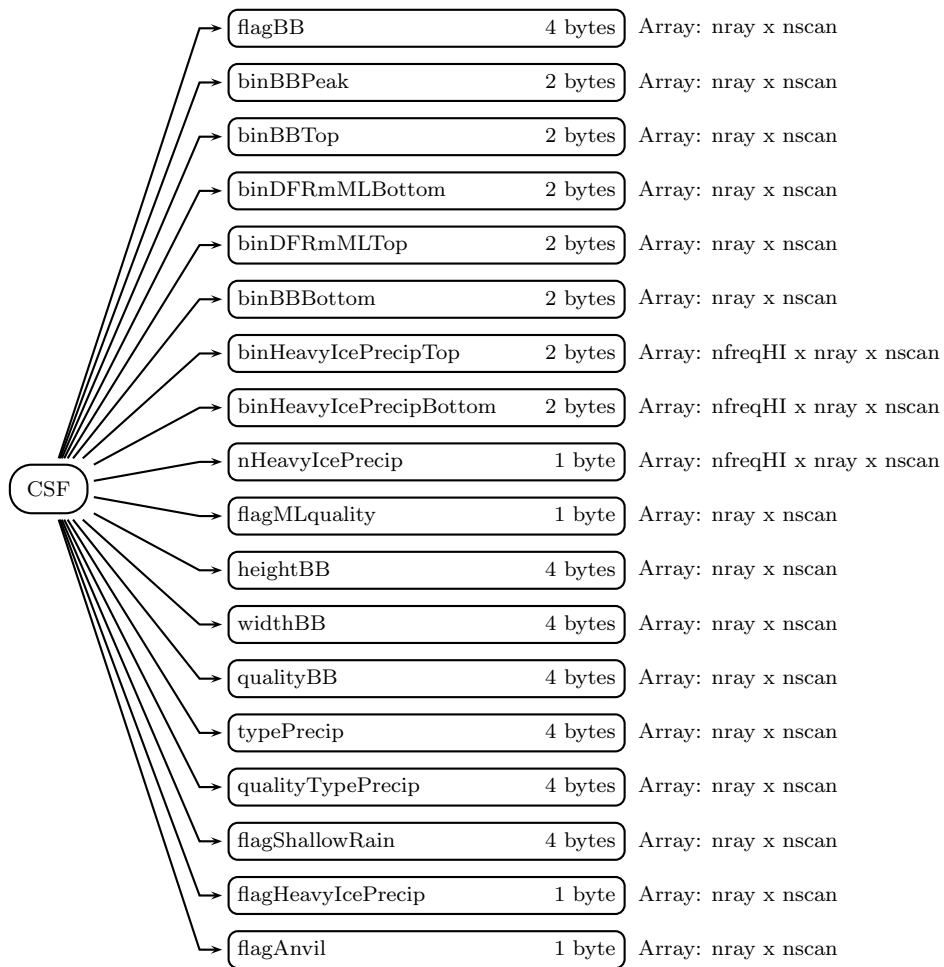 flagBB 4 bytes Array: nray x nscan
binBBPeak 2 bytes Array: nray x nscan
binBBTop 2 bytes Array: nray x nscan
binDFRmMLBottom 2 bytes Array: nray x nscan
binDFRmMLTop 2 bytes Array: nray x nscan
binBBBottom 2 bytes Array: nray x nscan
binHeavyIcePrecipTop 2 bytes Array: nfreqHI x nray x nscan
binHeavyIcePrecipBottom 2 bytes Array: nfreqHI x nray x nscan
nHeavyIcePrecip 1 byte Array: nfreqHI x nray x nscan
CSF
flagMLquality 1 byte Array: nray x nscan
heightBB 4 bytes Array: nray x nscan
widthBB 4 bytes Array: nray x nscan
qualityBB 4 bytes Array: nray x nscan
typePrecip 4 bytes Array: nray x nscan
qualityTypePrecip 4 bytes Array: nray x nscan
flagShallowRain 4 bytes Array: nray x nscan
flagHeavyIcePrecip 1 byte Array: nray x nscan
flagAnvil 1 byte Array: nray x nscan